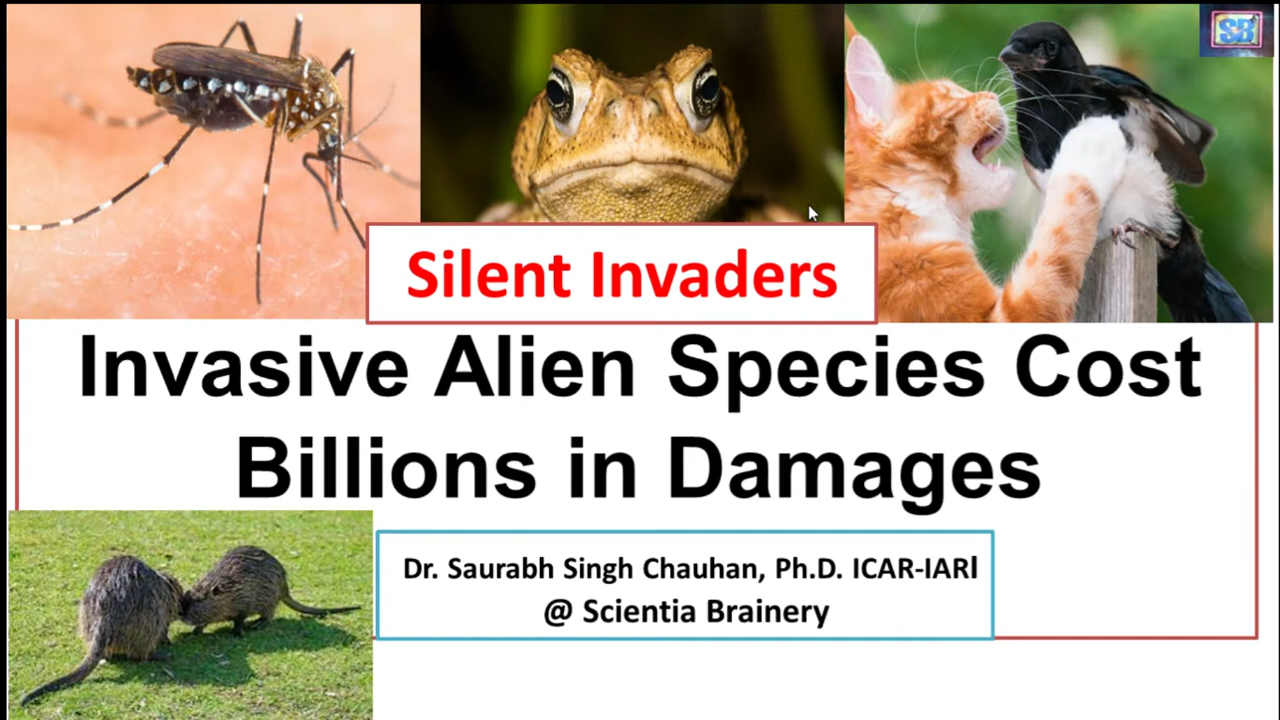 SB
Silent Invaders
Invasive Alien Species Cost
Billions in Damages
Dr. Saurabh Singh Chauhan, Ph.D. ICAR-IARI
@ Scientia Brainery